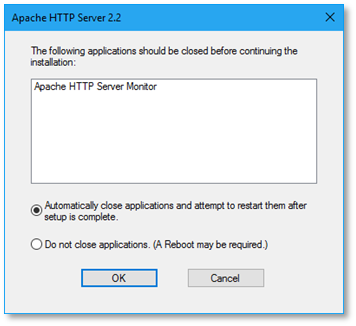 Apache HTTP Server 2.2
The following applications should be closed before continuing the
installation:
Apache HTTP Server Monitor
Automatically close applications and attempt to restart them after
setup is complete.
Do not close applications. (A Reboot may be required.)
OK
Cancel